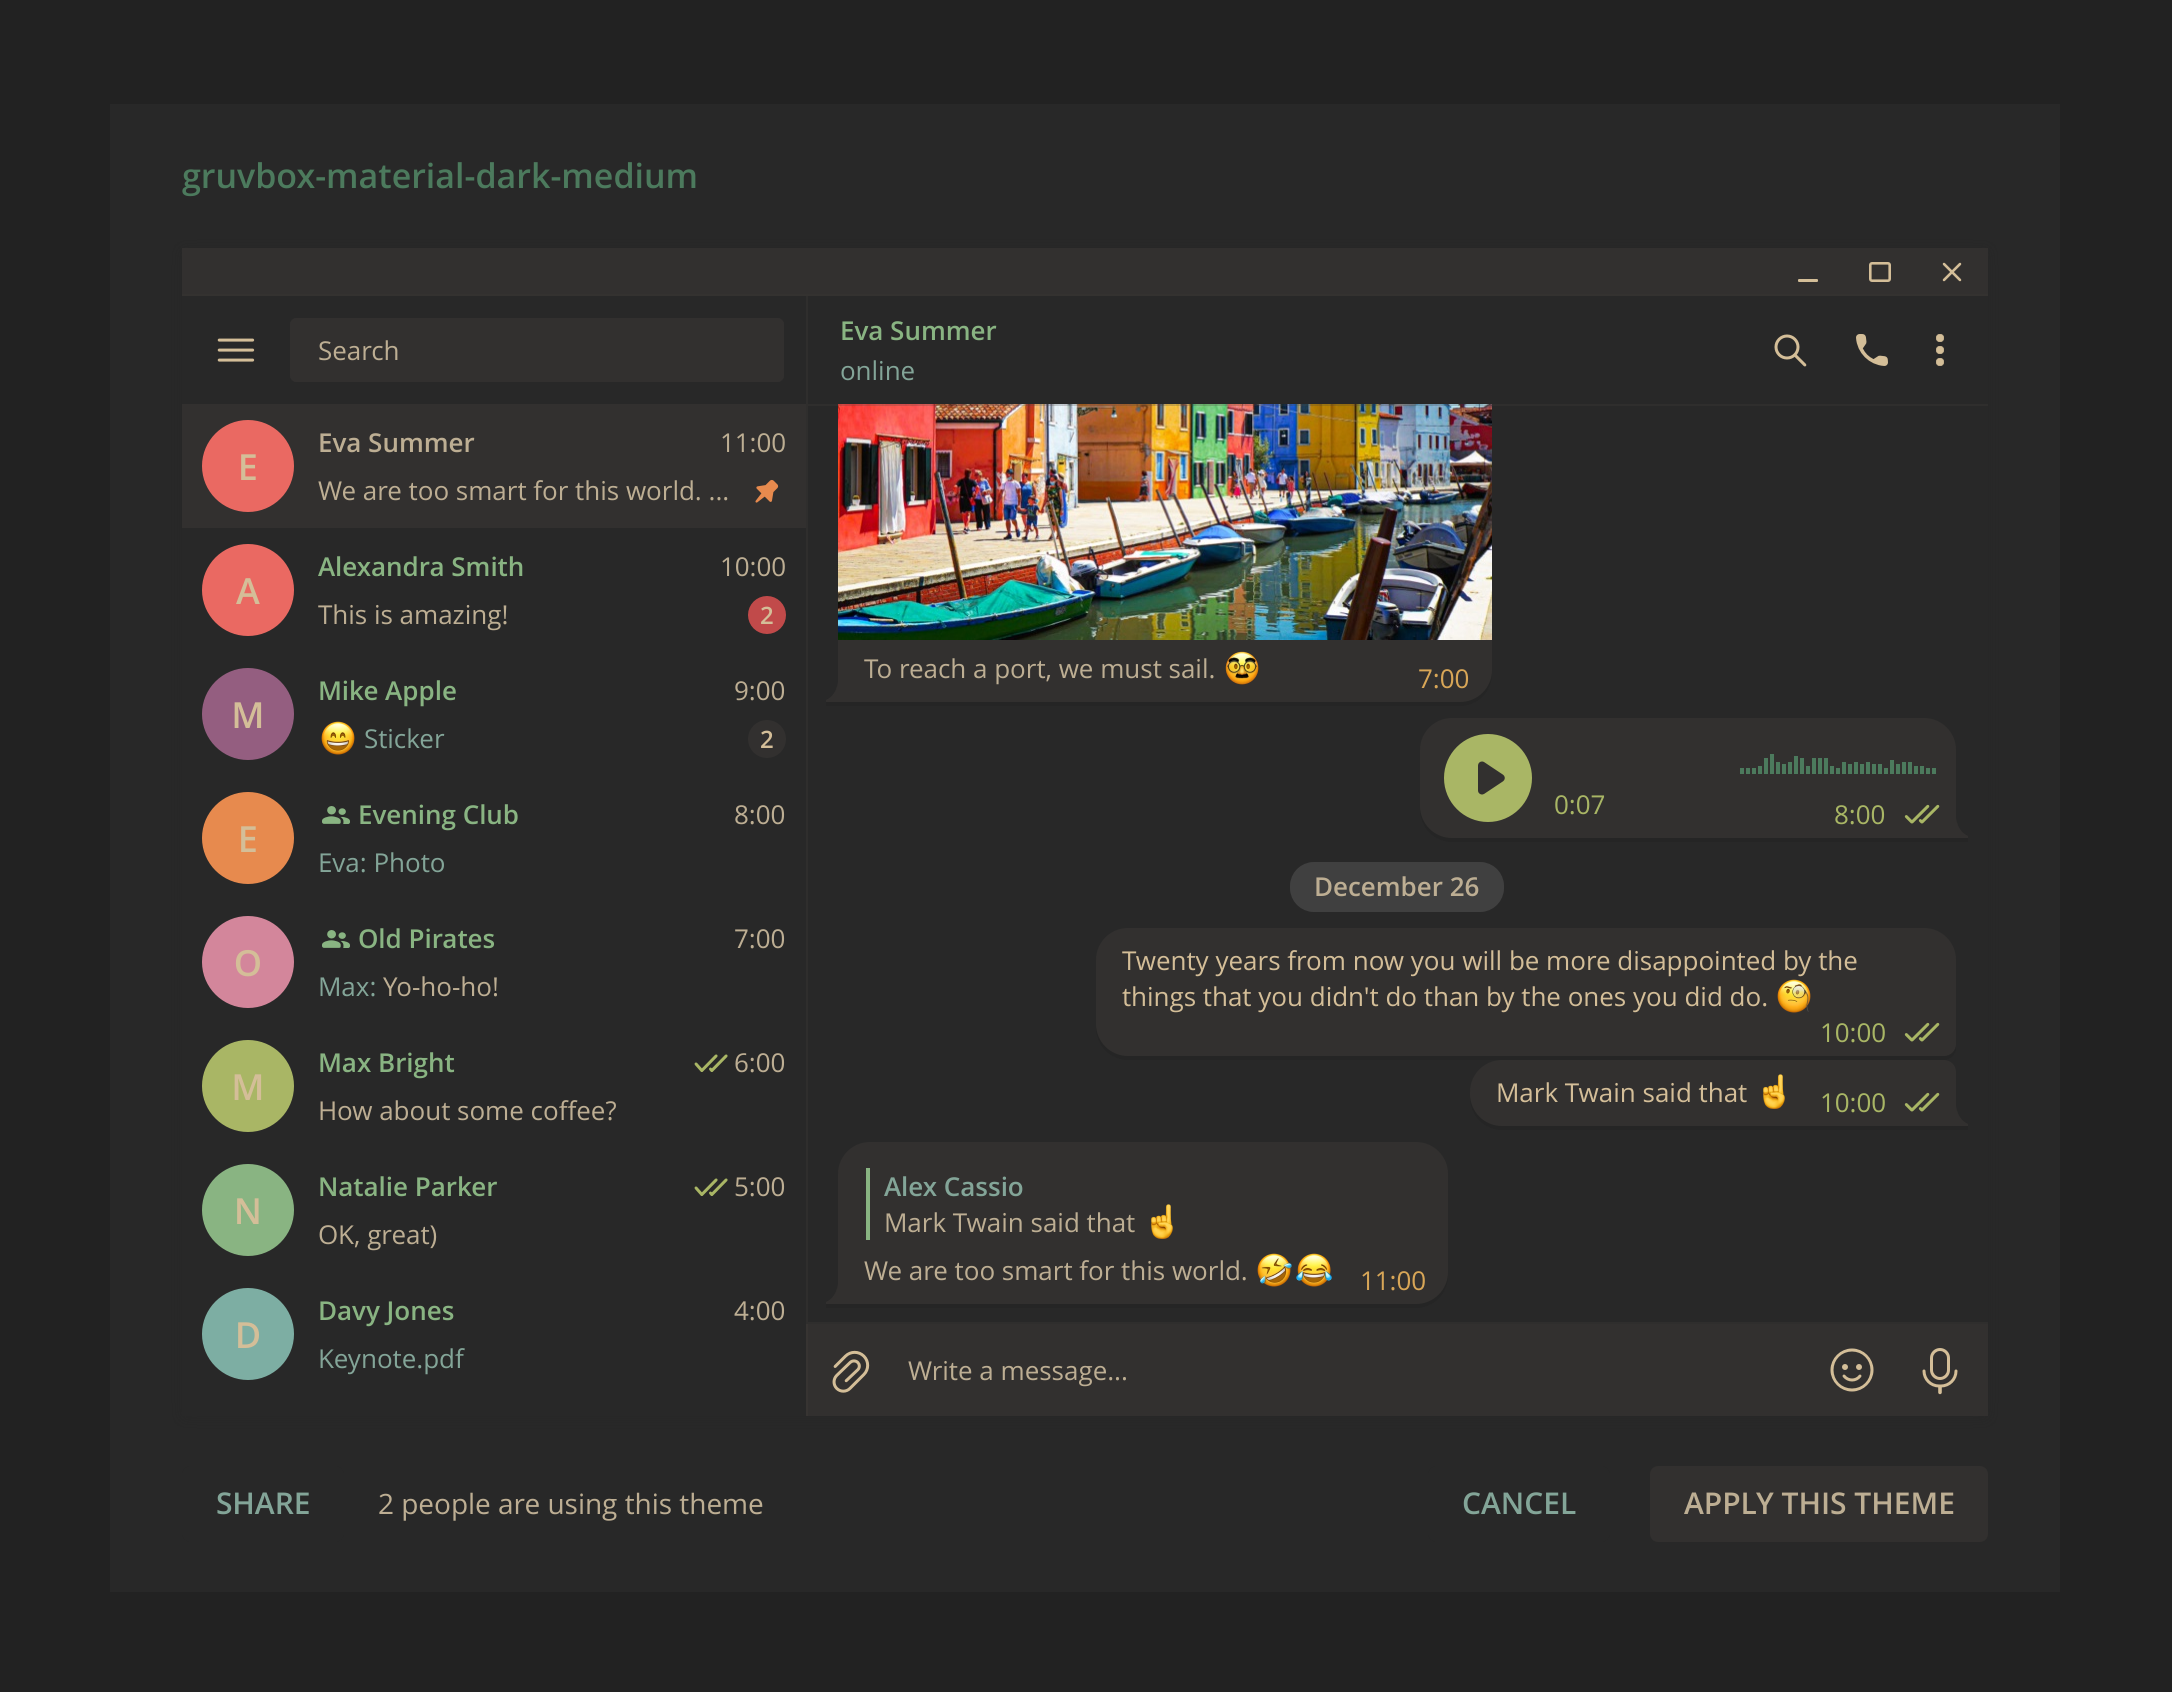 gruvbox-material-dark-medium
Search
E
Eva Summer 11:00
We are too smart for this world. ...
A
Alexandra Smith 10:00
This is amazing! 2
M
Mike Apple 9:00
😄 Sticker 2
E
Evening Club 8:00
Eva: Photo
O
Old Pirates 7:00
Max: Yo-ho-ho!
M
Max Bright 6:00
How about some coffee?
N
Natalie Parker 5:00
OK, great)
D
Davy Jones 4:00
Keynote.pdf
Eva Summer
online
To reach a port, we must sail. 🥸 7:00
0:07 8:00
December 26
Twenty years from now you will be more disappointed by the
things that you didn't do than by the ones you did do. 🧐
10:00
Mark Twain said that ☝️ 10:00
Alex Cassio
Mark Twain said that ☝️
We are too smart for this world. 🤣😂 11:00
Write a message...
SHARE 2 people are using this theme CANCEL APPLY THIS THEME